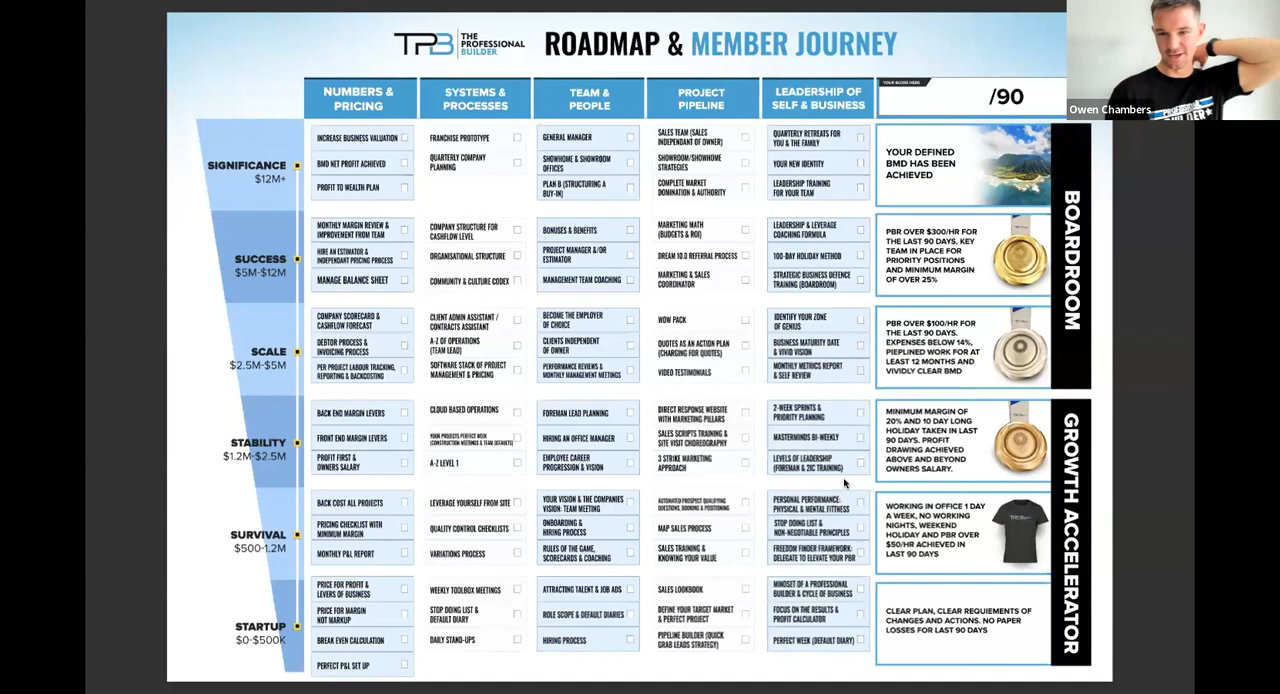 TPB THE PROFESSIONAL BUILDER
ROADMAP & MEMBER JOURNEY
Owen Chambers
NUMBERS & PRICING
SYSTEMS & PROCESSES
TEAM & PEOPLE
PROJECT PIPELINE
LEADERSHIP OF SELF & BUSINESS
YOUR SCORE HERE
/90
SIGNIFICANCE
$12M+
INCREASE BUSINESS VALUATION
BMD NET PROFIT ACHIEVED
PROFIT TO WEALTH PLAN
FRANCHISE PROTOTYPE
QUARTERLY COMPANY PLANNING
GENERAL MANAGER
SHOWHOME & SHOWROOM OFFICES
PLAN B (STRUCTURING A BUY-IN)
SALES TEAM (SALES INDEPENDANT OF OWNER)
SHOWROOM/SHOWHOME STRATEGIES
COMPLETE MARKET DOMINATION & AUTHORITY
QUARTERLY RETREATS FOR YOU & THE FAMILY
YOUR NEW IDENTITY
LEADERSHIP TRAINING FOR YOUR TEAM
YOUR DEFINED BMD HAS BEEN ACHIEVED
SUCCESS
$5M-$12M
MONTHLY MARGIN REVIEW & IMPROVEMENT FROM TEAM
HIRE AN ESTIMATOR & INDEPENDANT PRICING PROCESS
MANAGE BALANCE SHEET
COMPANY STRUCTURE FOR CASHFLOW LEVEL
ORGANISATIONAL STRUCTURE
COMMUNITY & CULTURE CODEX
BONUSES & BENEFITS
PROJECT MANAGER &/OR ESTIMATOR
MANAGEMENT TEAM COACHING
MARKETING MATH (BUDGETS & ROI)
DREAM 10.0 REFERRAL PROCESS
MARKETING & SALES COORDINATOR
LEADERSHIP & LEVERAGE COACHING FORMULA
100-DAY HOLIDAY METHOD
STRATEGIC BUSINESS DEFENCE TRAINING (BOARDROOM)
PBR OVER $300/HR FOR THE LAST 90 DAYS, KEY TEAM IN PLACE FOR PRIORITY POSITIONS AND MINIMUM MARGIN OF OVER 25%
BOARDROOM
SCALE
$2.5M-$5M
COMPANY SCORECARD & CASHFLOW FORECAST
DEBTOR PROCESS & INVOICING PROCESS
PER PROJECT LABOUR TRACKING, REPORTING & BACKCOSTING
CLIENT ADMIN ASSISTANT / CONTRACTS ASSISTANT
A-Z OF OPERATIONS (TEAM LEAD)
SOFTWARE STACK OF PROJECT MANAGEMENT & PRICING
BECOME THE EMPLOYER OF CHOICE
CLIENTS INDEPENDENT OF OWNER
PERFORMANCE REVIEWS & MONTHLY MANAGEMENT MEETINGS
WOW PACK
QUOTES AS AN ACTION PLAN (CHARGING FOR QUOTES)
VIDEO TESTIMONIALS
IDENTIFY YOUR ZONE OF GENIUS
BUSINESS MATURITY DATE & VIVID VISION
MONTHLY METRICS REPORT & SELF REVIEW
PBR OVER $100/HR FOR THE LAST 90 DAYS. EXPENSES BELOW 14%, PIEPLINED WORK FOR AT LEAST 12 MONTHS AND VIVIDLY CLEAR BMD
STABILITY
$1.2M-$2.5M
BACK END MARGIN LEVERS
FRONT END MARGIN LEVERS
PROFIT FIRST & OWNERS SALARY
CLOUD BASED OPERATIONS
YOUR PROJECTS PERFECT WEEK (CONSTRUCTION MEETINGS & TEAM DEFAULTS)
A-Z LEVEL 1
FOREMAN LEAD PLANNING
HIRING AN OFFICE MANAGER
EMPLOYEE CAREER PROGRESSION & VISION
DIRECT RESPONSE WEBSITE WITH MARKETING PILLARS
SALES SCRIPTS TRAINING & SITE VISIT CHOREOGRAPHY
3 STRIKE MARKETING APPROACH
2-WEEK SPRINTS & PRIORITY PLANNING
MASTERMINDS BI-WEEKLY
LEVELS OF LEADERSHIP (FOREMAN & 2IC TRAINING)
MINIMUM MARGIN OF 20% AND 10 DAY LONG HOLIDAY TAKEN IN LAST 90 DAYS. PROFIT DRAWING ACHIEVED ABOVE AND BEYOND OWNERS SALARY.
GROWTH ACCELERATOR
SURVIVAL
$500-1.2M
BACK COST ALL PROJECTS
PRICING CHECKLIST WITH MINIMUM MARGIN
MONTHLY P&L REPORT
LEVERAGE YOURSELF FROM SITE
QUALITY CONTROL CHECKLISTS
VARIATIONS PROCESS
YOUR VISION & THE COMPANIES VISION: TEAM MEETING
ONBOARDING & HIRING PROCESS
RULES OF THE GAME, SCORECARDS & COACHING
AUTOMATED PROSPECT QUALIFYING QUESTIONS, BOOKING & POSITIONING
MAP SALES PROCESS
SALES TRAINING & KNOWING YOUR VALUE
PERSONAL PERFORMANCE: PHYSICAL & MENTAL FITTNESS
STOP DOING LIST & NON-NEGOTIABLE PRINCIPLES
FREEDOM FINDER FRAMEWORK: DELEGATE TO ELEVATE YOUR PBR
WORKING IN OFFICE 1 DAY A WEEK, NO WORKING NIGHTS, WEEKEND HOLIDAY AND PBR OVER $50/HR ACHIEVED IN LAST 90 DAYS
STARTUP
$0-$500K
PRICE FOR PROFIT & LEVERS OF BUSINESS
PRICE FOR MARGIN NOT MARKUP
BREAK EVEN CALCULATION
PERFECT P&L SET UP
WEEKLY TOOLBOX MEETINGS
STOP DOING LIST & DEFAULT DIARY
DAILY STAND-UPS
ATTRACTING TALENT & JOB ADS
ROLE SCOPE & DEFAULT DIARIES
HIRING PROCESS
SALES LOOKBOOK
DEFINE YOUR TARGET MARKET & PERFECT PROJECT
PIPELINE BUILDER (QUICK GRAB LEADS STRATEGY)
MINDSET OF A PROFESSIONAL BUILDER & CYCLE OF BUSINESS
FOCUS ON THE RESULTS & PROFIT CALCULATOR
PERFECT WEEK (DEFAULT DIARY)
CLEAR PLAN, CLEAR REQUIEMENTS OF CHANGES AND ACTIONS. NO PAPER LOSSES FOR LAST 90 DAYS